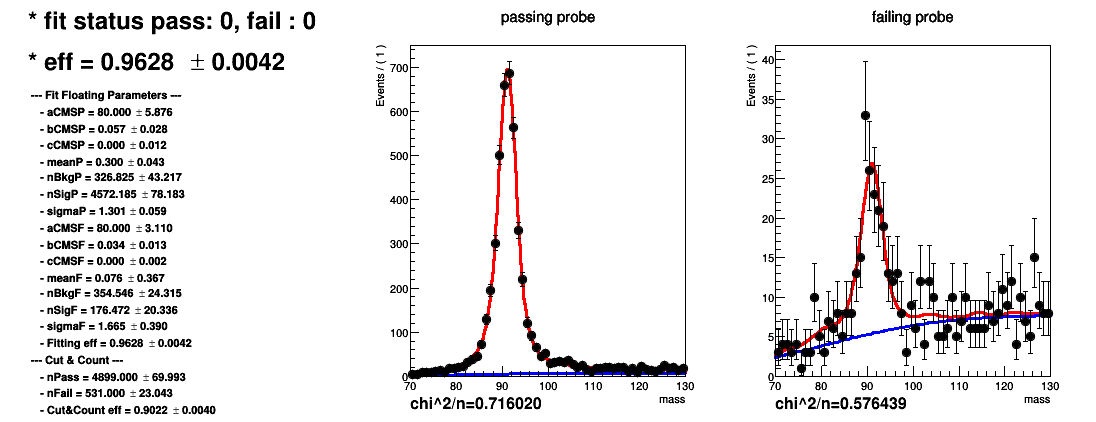 * fit status pass: 0, fail : 0
* eff = 0.9628 ± 0.0042
--- Fit Floating Parameters ---
- aCMSP = 80.000 ± 5.876
- bCMSP = 0.057 ± 0.028
- cCMSP = 0.000 ± 0.012
- meanP = 0.300 ± 0.043
- nBkgP = 326.825 ± 43.217
- nSigP = 4572.185 ± 78.183
- sigmaP = 1.301 ± 0.059
- aCMSF = 80.000 ± 3.110
- bCMSF = 0.034 ± 0.013
- cCMSF = 0.000 ± 0.002
- meanF = 0.076 ± 0.367
- nBkgF = 354.546 ± 24.315
- nSigF = 176.472 ± 20.336
- sigmaF = 1.665 ± 0.390
- Fitting eff = 0.9628 ± 0.0042
--- Cut & Count ---
- nPass = 4899.000 ± 69.993
- nFail = 531.000 ± 23.043
- Cut&Count eff = 0.9022 ± 0.0040
passing probe
Events / ( 1 )
700
600
500
400
300
200
100
0
70 80 90 100 110 120 130
mass
chi^2/n=0.716020
failing probe
Events / ( 1 )
40
35
30
25
20
15
10
5
0
70 80 90 100 110 120 130
mass
chi^2/n=0.576439